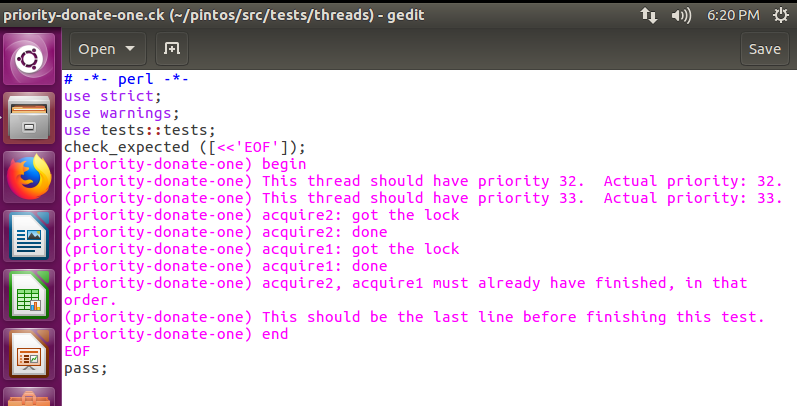 priority-donate-one.ck (~/pintos/src/tests/threads) - gedit
6:20 PM
Open
Save
# -*- perl -*-
use strict;
use warnings;
use tests::tests;
check_expected ([<<'EOF']);
(priority-donate-one) begin
(priority-donate-one) This thread should have priority 32.  Actual priority: 32.
(priority-donate-one) This thread should have priority 33.  Actual priority: 33.
(priority-donate-one) acquire2: got the lock
(priority-donate-one) acquire2: done
(priority-donate-one) acquire1: got the lock
(priority-donate-one) acquire1: done
(priority-donate-one) acquire2, acquire1 must already have finished, in that
order.
(priority-donate-one) This should be the last line before finishing this test.
(priority-donate-one) end
EOF
pass;